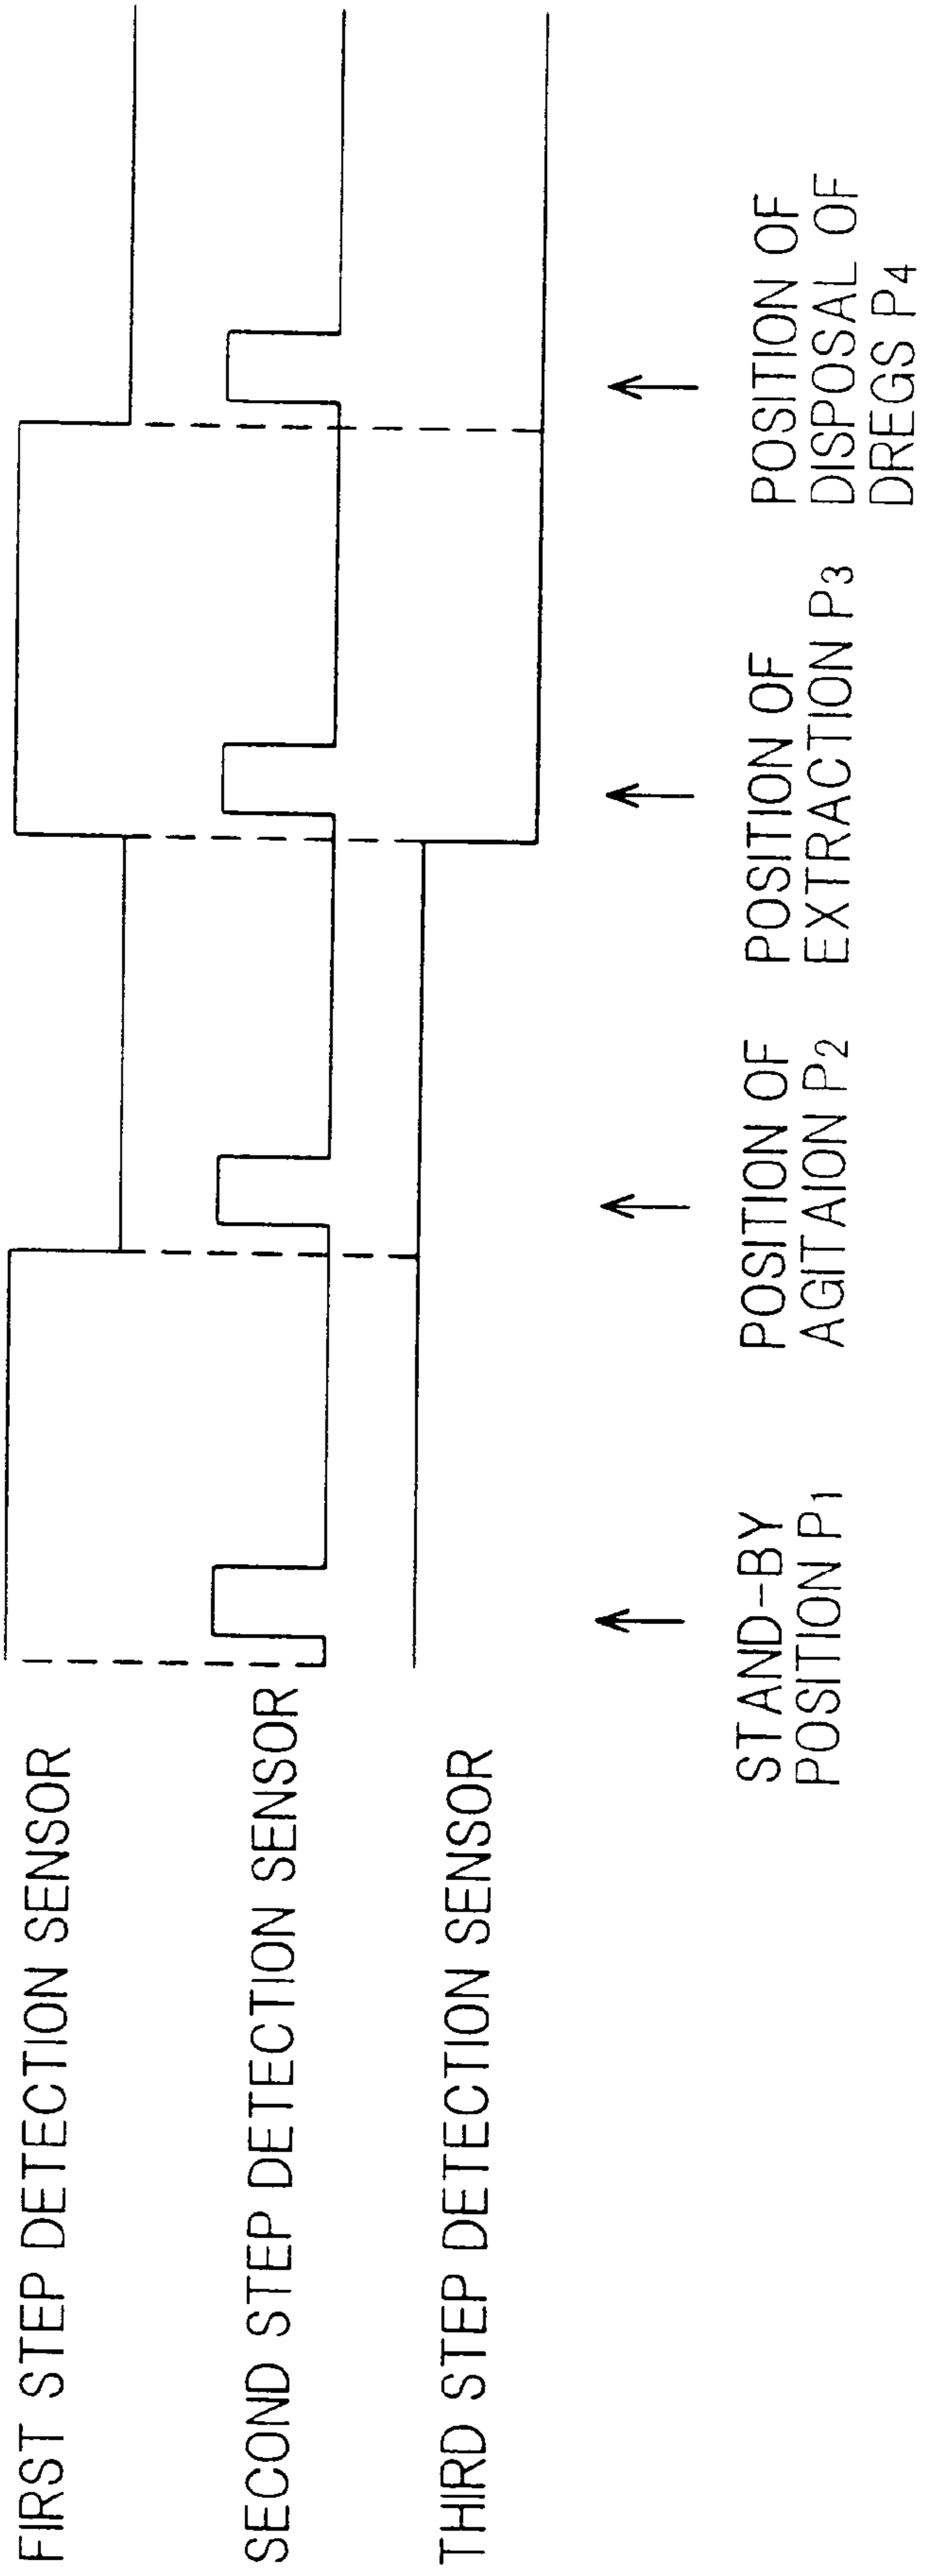 FIRST STEP DETECTION SENSOR
SECOND STEP DETECTION SENSOR
THIRD STEP DETECTION SENSOR
STAND-BY
POSITION P1
POSITION OF
AGITAION P2
POSITION OF
EXTRACTION P3
POSITION OF
DISPOSAL OF
DREGS P4